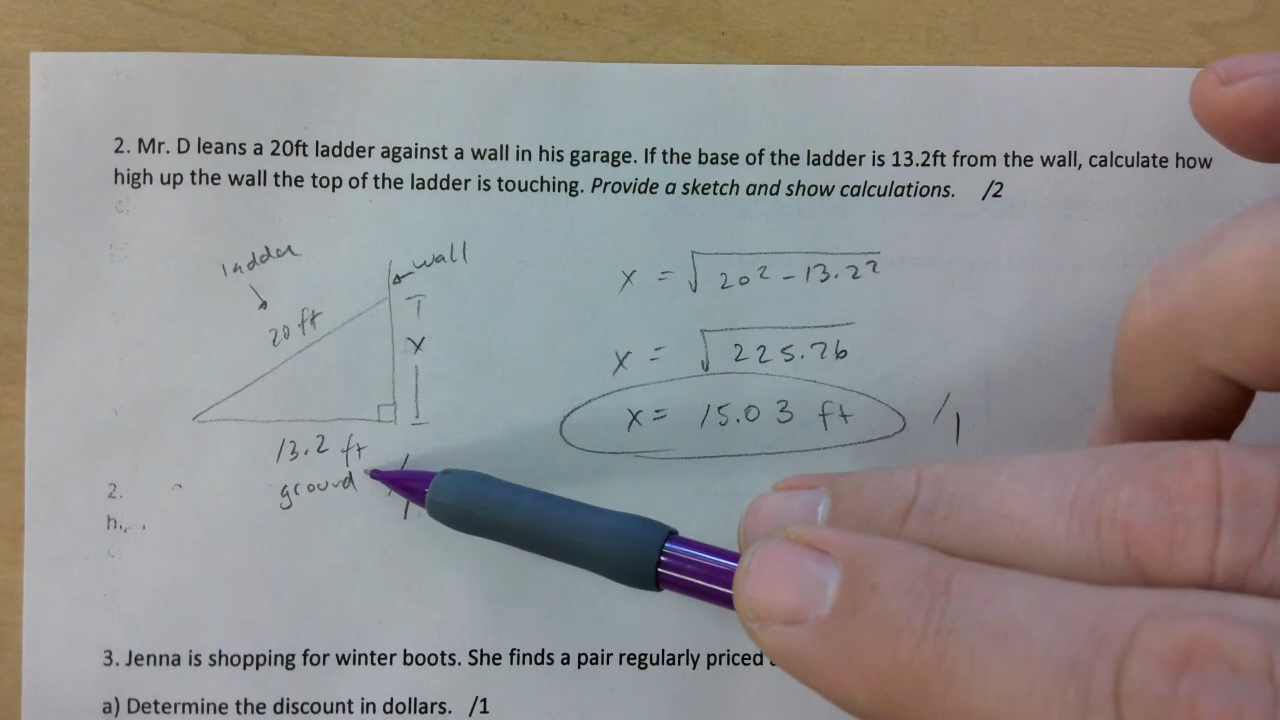 2. Mr. D leans a 20ft ladder against a wall in his garage. If the base of the ladder is 13.2ft from the wall, calculate how
high up the wall the top of the ladder is touching. Provide a sketch and show calculations. /2
ladder
wall
20 ft
x
13.2 ft
ground
x = √20² - 13.2²
x = √225.76
x = 15.03 ft /1
2.
h.
3. Jenna is shopping for winter boots. She finds a pair regularly priced
a) Determine the discount in dollars. /1